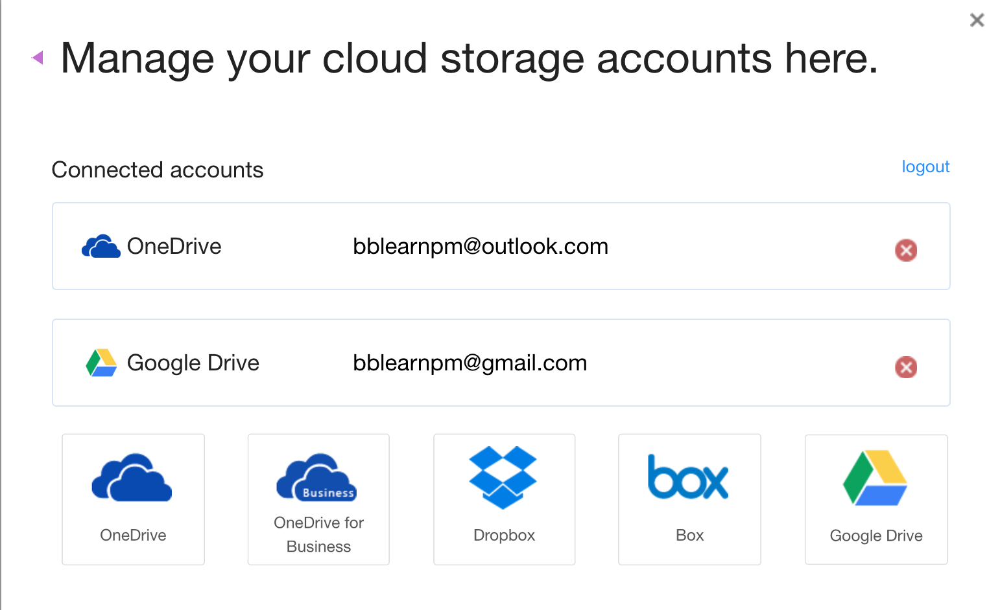 Manage your cloud storage accounts here.
Connected accounts
logout
OneDrive bblearnpm@outlook.com
Google Drive bblearnpm@gmail.com
Business
box
OneDrive
OneDrive for
Business
Dropbox
Box
Google Drive